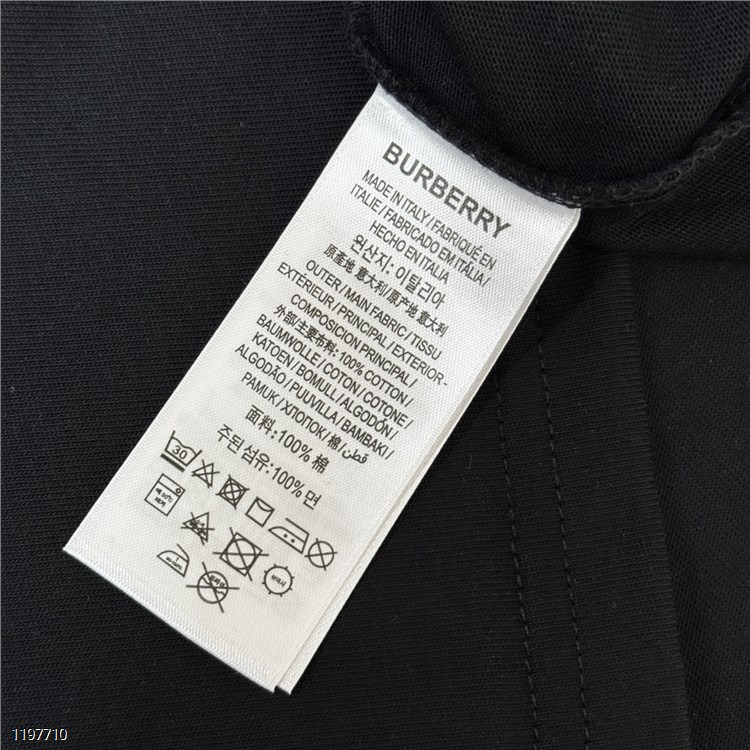 BURBERRY
MADE IN ITALY / FABRIQUÉ EN
ITALIE / FABRICADO EM ITÁLIA /
HECHO EN ITALIA
원산지: 이탈리아
原產地 意大利/原产地 意大利
OUTER / MAIN FABRIC / TISSU
EXTÉRIEUR / PRINCIPAL / EXTERIOR-
COMPOSICION PRINCIPAL /
外部/主要布料: 100% COTTON /
BAUMWOLLE / COTON / COTONE /
KATOEN / BOMULL / ALGODÓN /
ALGODÃO / PUUVILLA / BAMBAKI /
PAMUK / ХЛОПОК / 棉 / قطن
面料:100% 棉
주된 섬유:100% 면
30
1197710